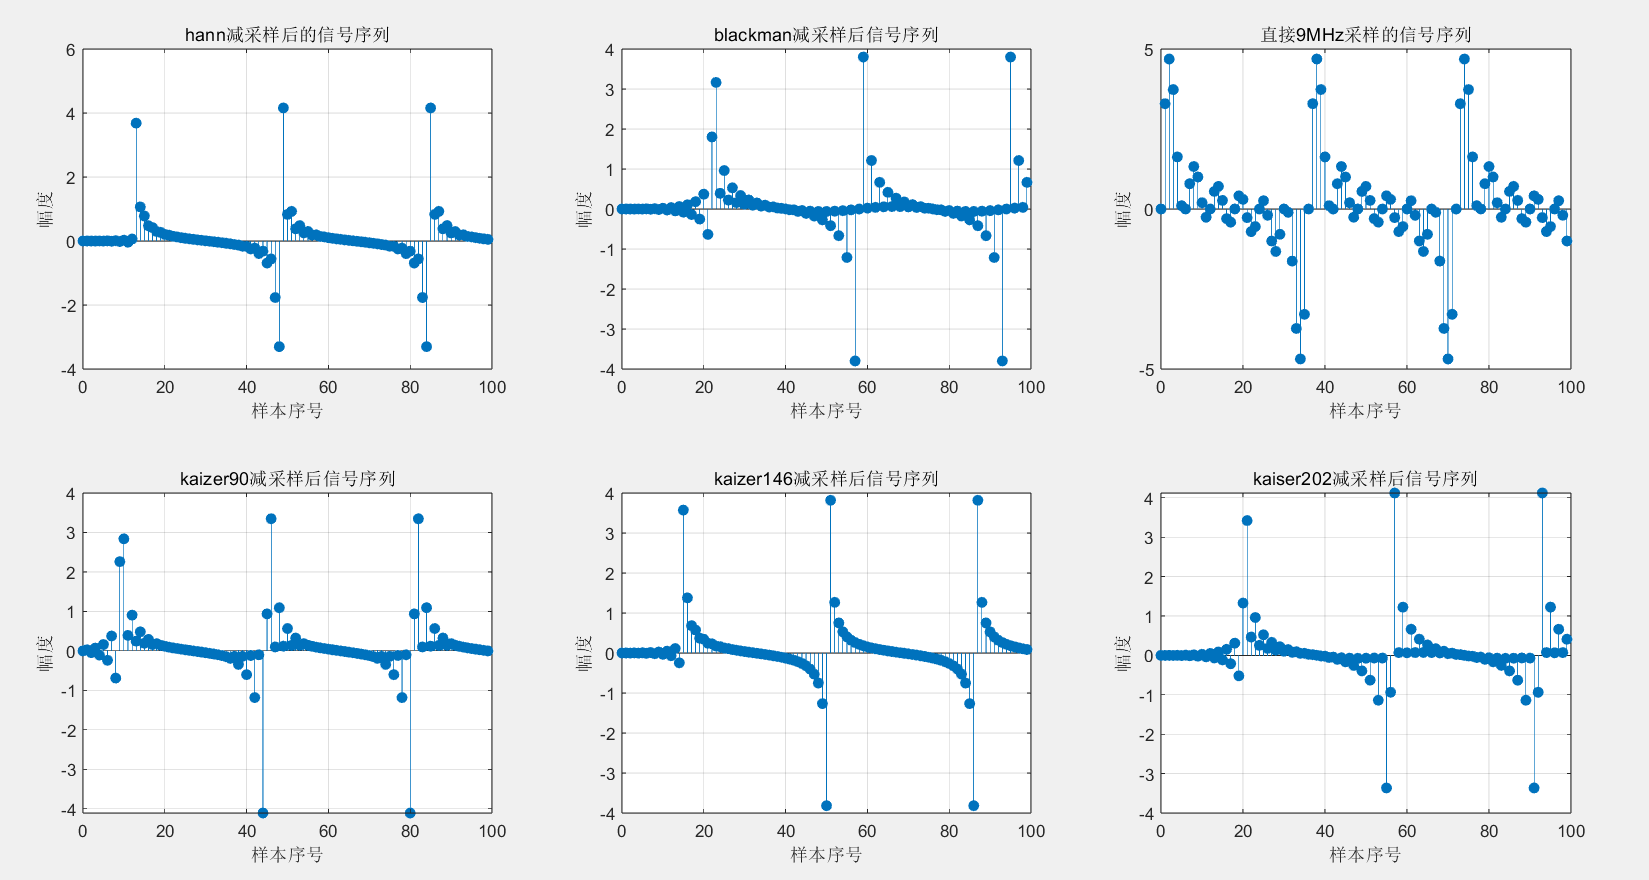 hann减采样后的信号序列
6
4
2
0
-2
-4
幅度
0 20 40 60 80 100
样本序号
blackman减采样后信号序列
4
3
2
1
0
-1
-2
-3
-4
幅度
0 20 40 60 80 100
样本序号
直接9MHz采样的信号序列
5
0
-5
幅度
0 20 40 60 80 100
样本序号
kaizer90减采样后信号序列
4
3
2
1
0
-1
-2
-3
-4
幅度
0 20 40 60 80 100
样本序号
kaizer146减采样后信号序列
4
3
2
1
0
-1
-2
-3
-4
幅度
0 20 40 60 80 100
样本序号
kaiser202减采样后信号序列
4
3
2
1
0
-1
-2
-3
-4
幅度
0 20 40 60 80 100
样本序号